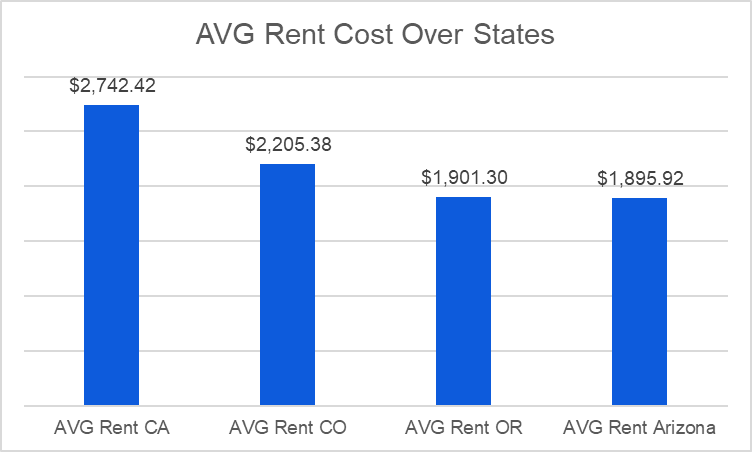 AVG Rent Cost Over States
$2,742.42
$2,205.38
$1,901.30
$1,895.92
AVG Rent CA
AVG Rent CO
AVG Rent OR
AVG Rent Arizona